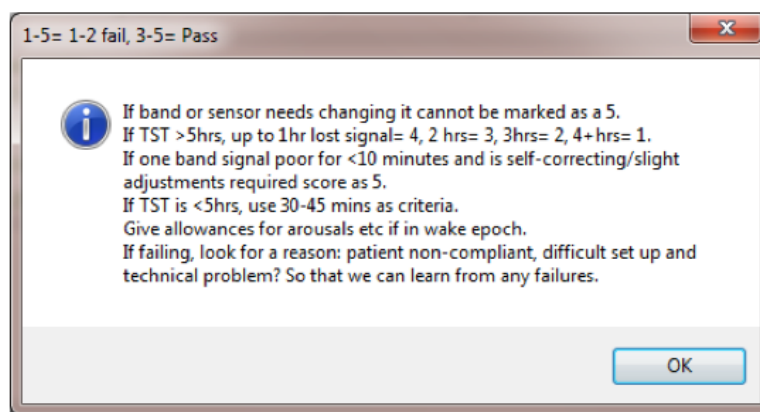 1-5= 1-2 fail, 3-5= Pass
If band or sensor needs changing it cannot be marked as a 5.
If TST >5hrs, up to 1hr lost signal= 4, 2 hrs= 3, 3hrs= 2, 4+hrs= 1.
If one band signal poor for <10 minutes and is self-correcting/slight
adjustments required score as 5.
If TST is <5hrs, use 30-45 mins as criteria.
Give allowances for arousals etc if in wake epoch.
If failing, look for a reason: patient non-compliant, difficult set up and
technical problem? So that we can learn from any failures.
OK